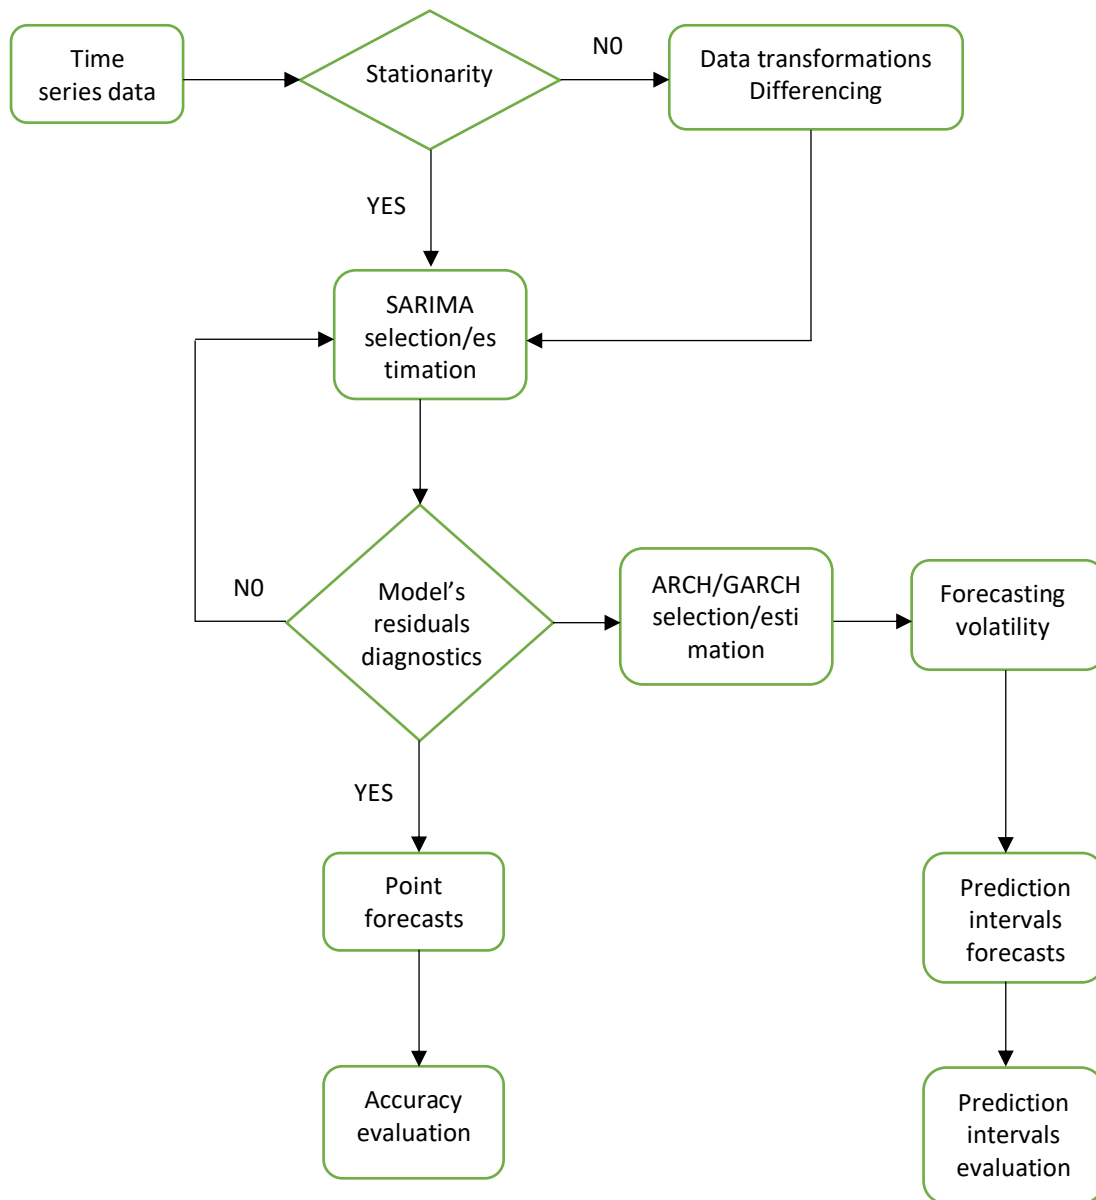 Time
series data
Stationarity
N0
Data transformations
Differencing
YES
SARIMA
selection/es
timation
N0
Model’s
residuals
diagnostics
ARCH/GARCH
selection/esti
mation
Forecasting
volatility
YES
Point
forecasts
Prediction
intervals
forecasts
Accuracy
evaluation
Prediction
intervals
evaluation